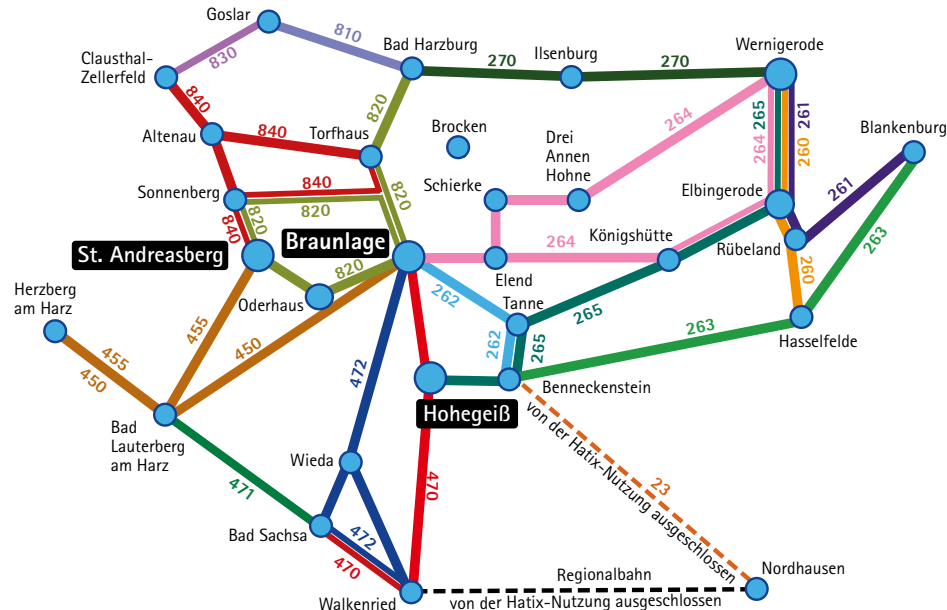 Goslar
830
810
Clausthal-
Zellerfeld
Bad Harzburg
270
Ilsenburg
270
Wernigerode
840
820
Altenau
840
Torfhaus
Brocken
Drei
Annen
Hohne
264
264
265
260
261
Blankenburg
Sonnenberg
840
820
820
820
840
Schierke
Elbingerode
261
St. Andreasberg
Braunlage
820
264
Elend
Königshütte
Rübeland
260
263
Herzberg
am Harz
Oderhaus
262
Tanne
265
263
Hasselfelde
455
450
455
450
472
262
265
Benneckenstein
Hohegeiß
Bad
Lauterberg
am Harz
471
Wieda
470
23
von der Hatix-Nutzung ausgeschlossen
Bad Sachsa
472
470
Walkenried
Regionalbahn
von der Hatix-Nutzung ausgeschlossen
Nordhausen